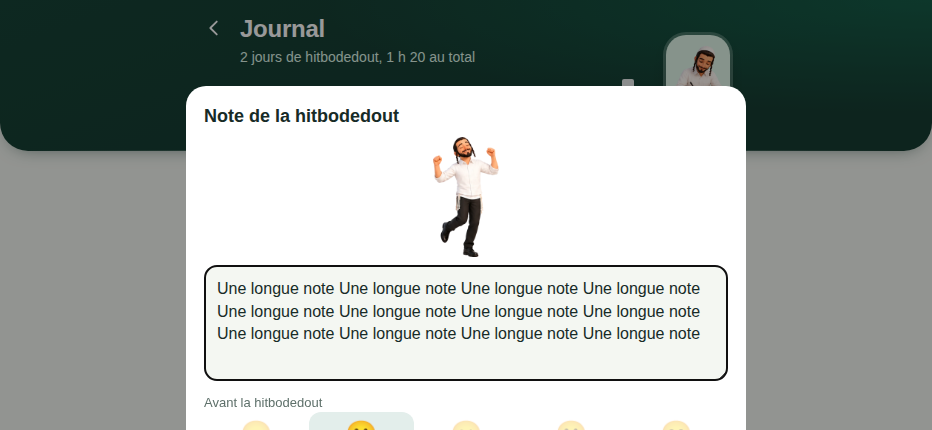 Journal
2 jours de hitbodedout, 1 h 20 au total
Note de la hitbodedout
Une longue note Une longue note Une longue note Une longue note
Une longue note Une longue note Une longue note Une longue note
Une longue note Une longue note Une longue note Une longue note
Avant la hitbodedout